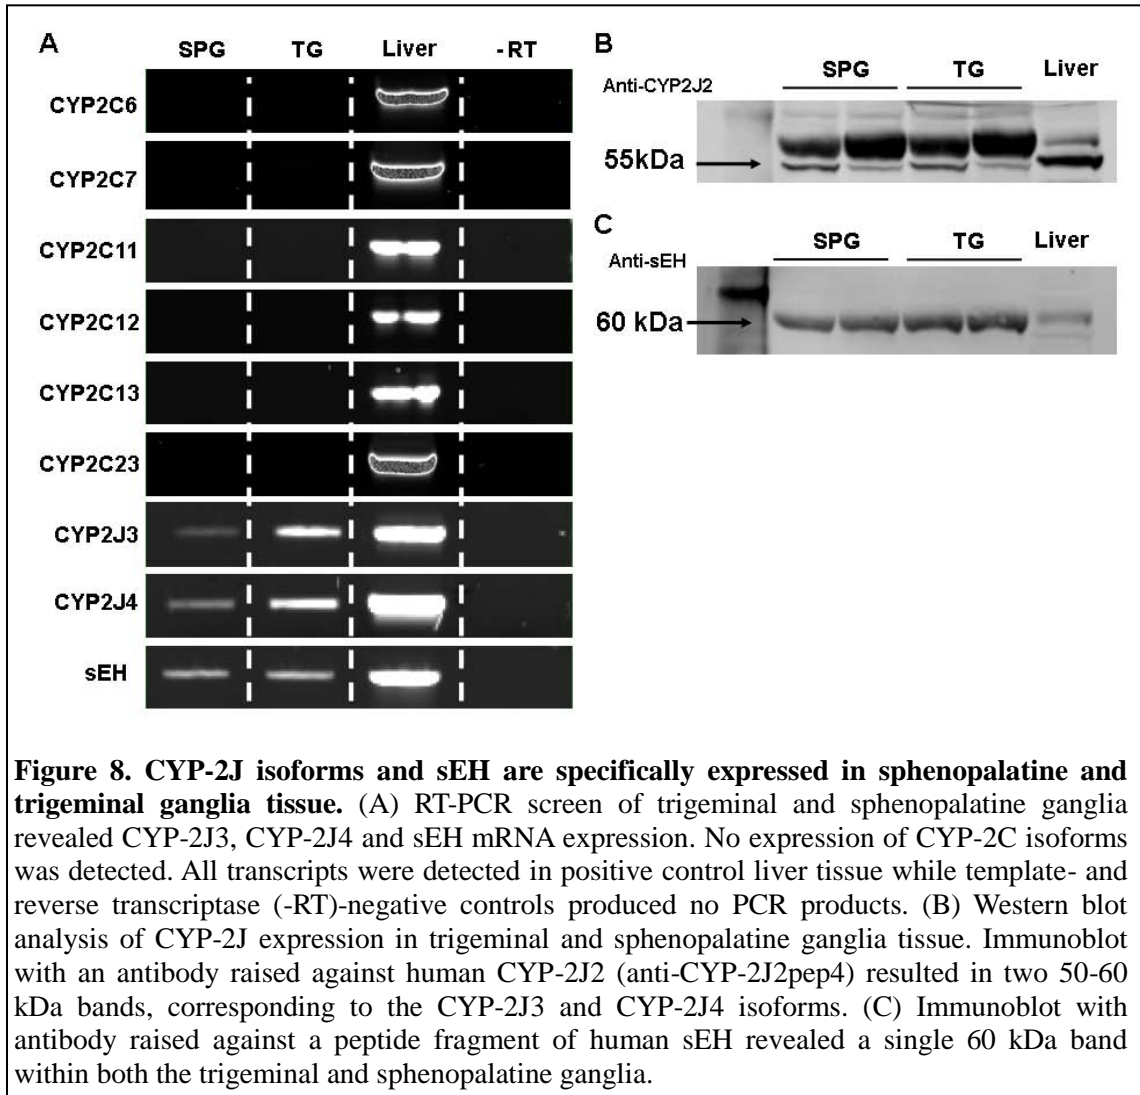 A
SPG TG Liver -RT
CYP2C6
CYP2C7
CYP2C11
CYP2C12
CYP2C13
CYP2C23
CYP2J3
CYP2J4
sEH
B
SPG TG Liver
Anti-CYP2J2
55kDa
C
SPG TG Liver
Anti-sEH
60 kDa
Figure 8. CYP-2J isoforms and sEH are specifically expressed in sphenopalatine and
trigeminal ganglia tissue. (A) RT-PCR screen of trigeminal and sphenopalatine ganglia
revealed CYP-2J3, CYP-2J4 and sEH mRNA expression. No expression of CYP-2C isoforms
was detected. All transcripts were detected in positive control liver tissue while template- and
reverse transcriptase (-RT)-negative controls produced no PCR products. (B) Western blot
analysis of CYP-2J expression in trigeminal and sphenopalatine ganglia tissue. Immunoblot
with an antibody raised against human CYP-2J2 (anti-CYP-2J2pep4) resulted in two 50-60
kDa bands, corresponding to the CYP-2J3 and CYP-2J4 isoforms. (C) Immunoblot with
antibody raised against a peptide fragment of human sEH revealed a single 60 kDa band
within both the trigeminal and sphenopalatine ganglia.